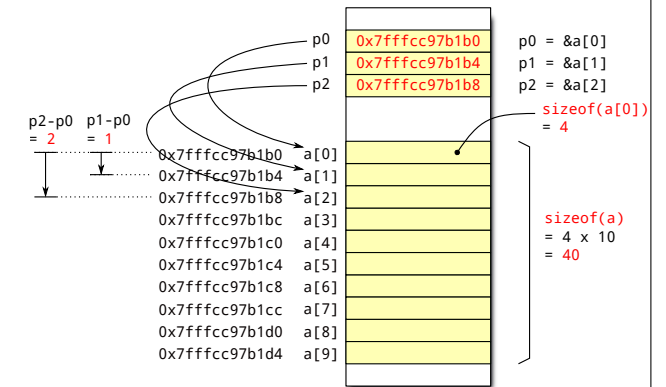 p0 0x7fffcc97b1b0 p0 = &a[0]
p1 0x7fffcc97b1b4 p1 = &a[1]
p2 0x7fffcc97b1b8 p2 = &a[2]
sizeof(a[0])
= 4
p2-p0 p1-p0
= 2 = 1
0x7fffcc97b1b0 a[0]
0x7fffcc97b1b4 a[1]
0x7fffcc97b1b8 a[2]
0x7fffcc97b1bc a[3]
0x7fffcc97b1c0 a[4]
0x7fffcc97b1c4 a[5]
0x7fffcc97b1c8 a[6]
0x7fffcc97b1cc a[7]
0x7fffcc97b1d0 a[8]
0x7fffcc97b1d4 a[9]
sizeof(a)
= 4 x 10
= 40